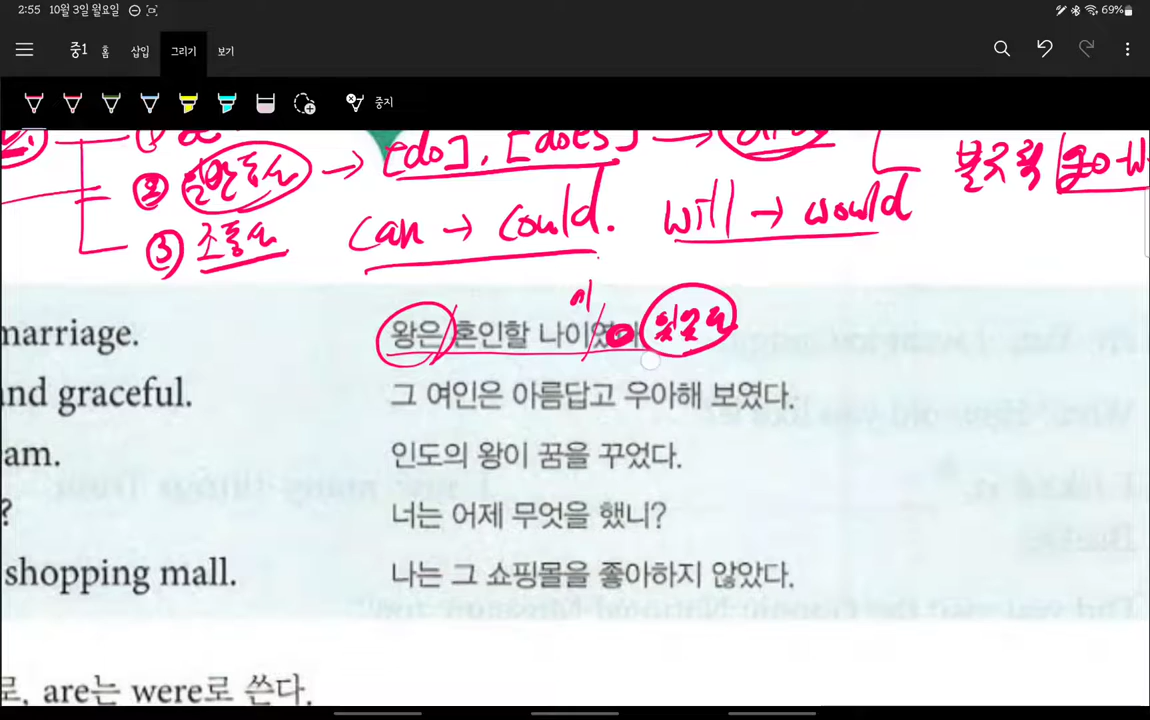 2:55 10월 3일 월요일 69%
중1 홈 삽입 그리기 보기
중지
[do], [does] →
② 일반동사 → 불규칙 go-w
③ 조동사 can → could. will → would
marriage. 왕은 혼인할 나이였
and graceful. 그 여인은 아름답고 우아해 보였다.
am. 인도의 왕이 꿈을 꾸었다.
? 너는 어제 무엇을 했니?
shopping mall. 나는 그 쇼핑몰을 좋아하지 않았다.
로, are는 were로 쓴다.